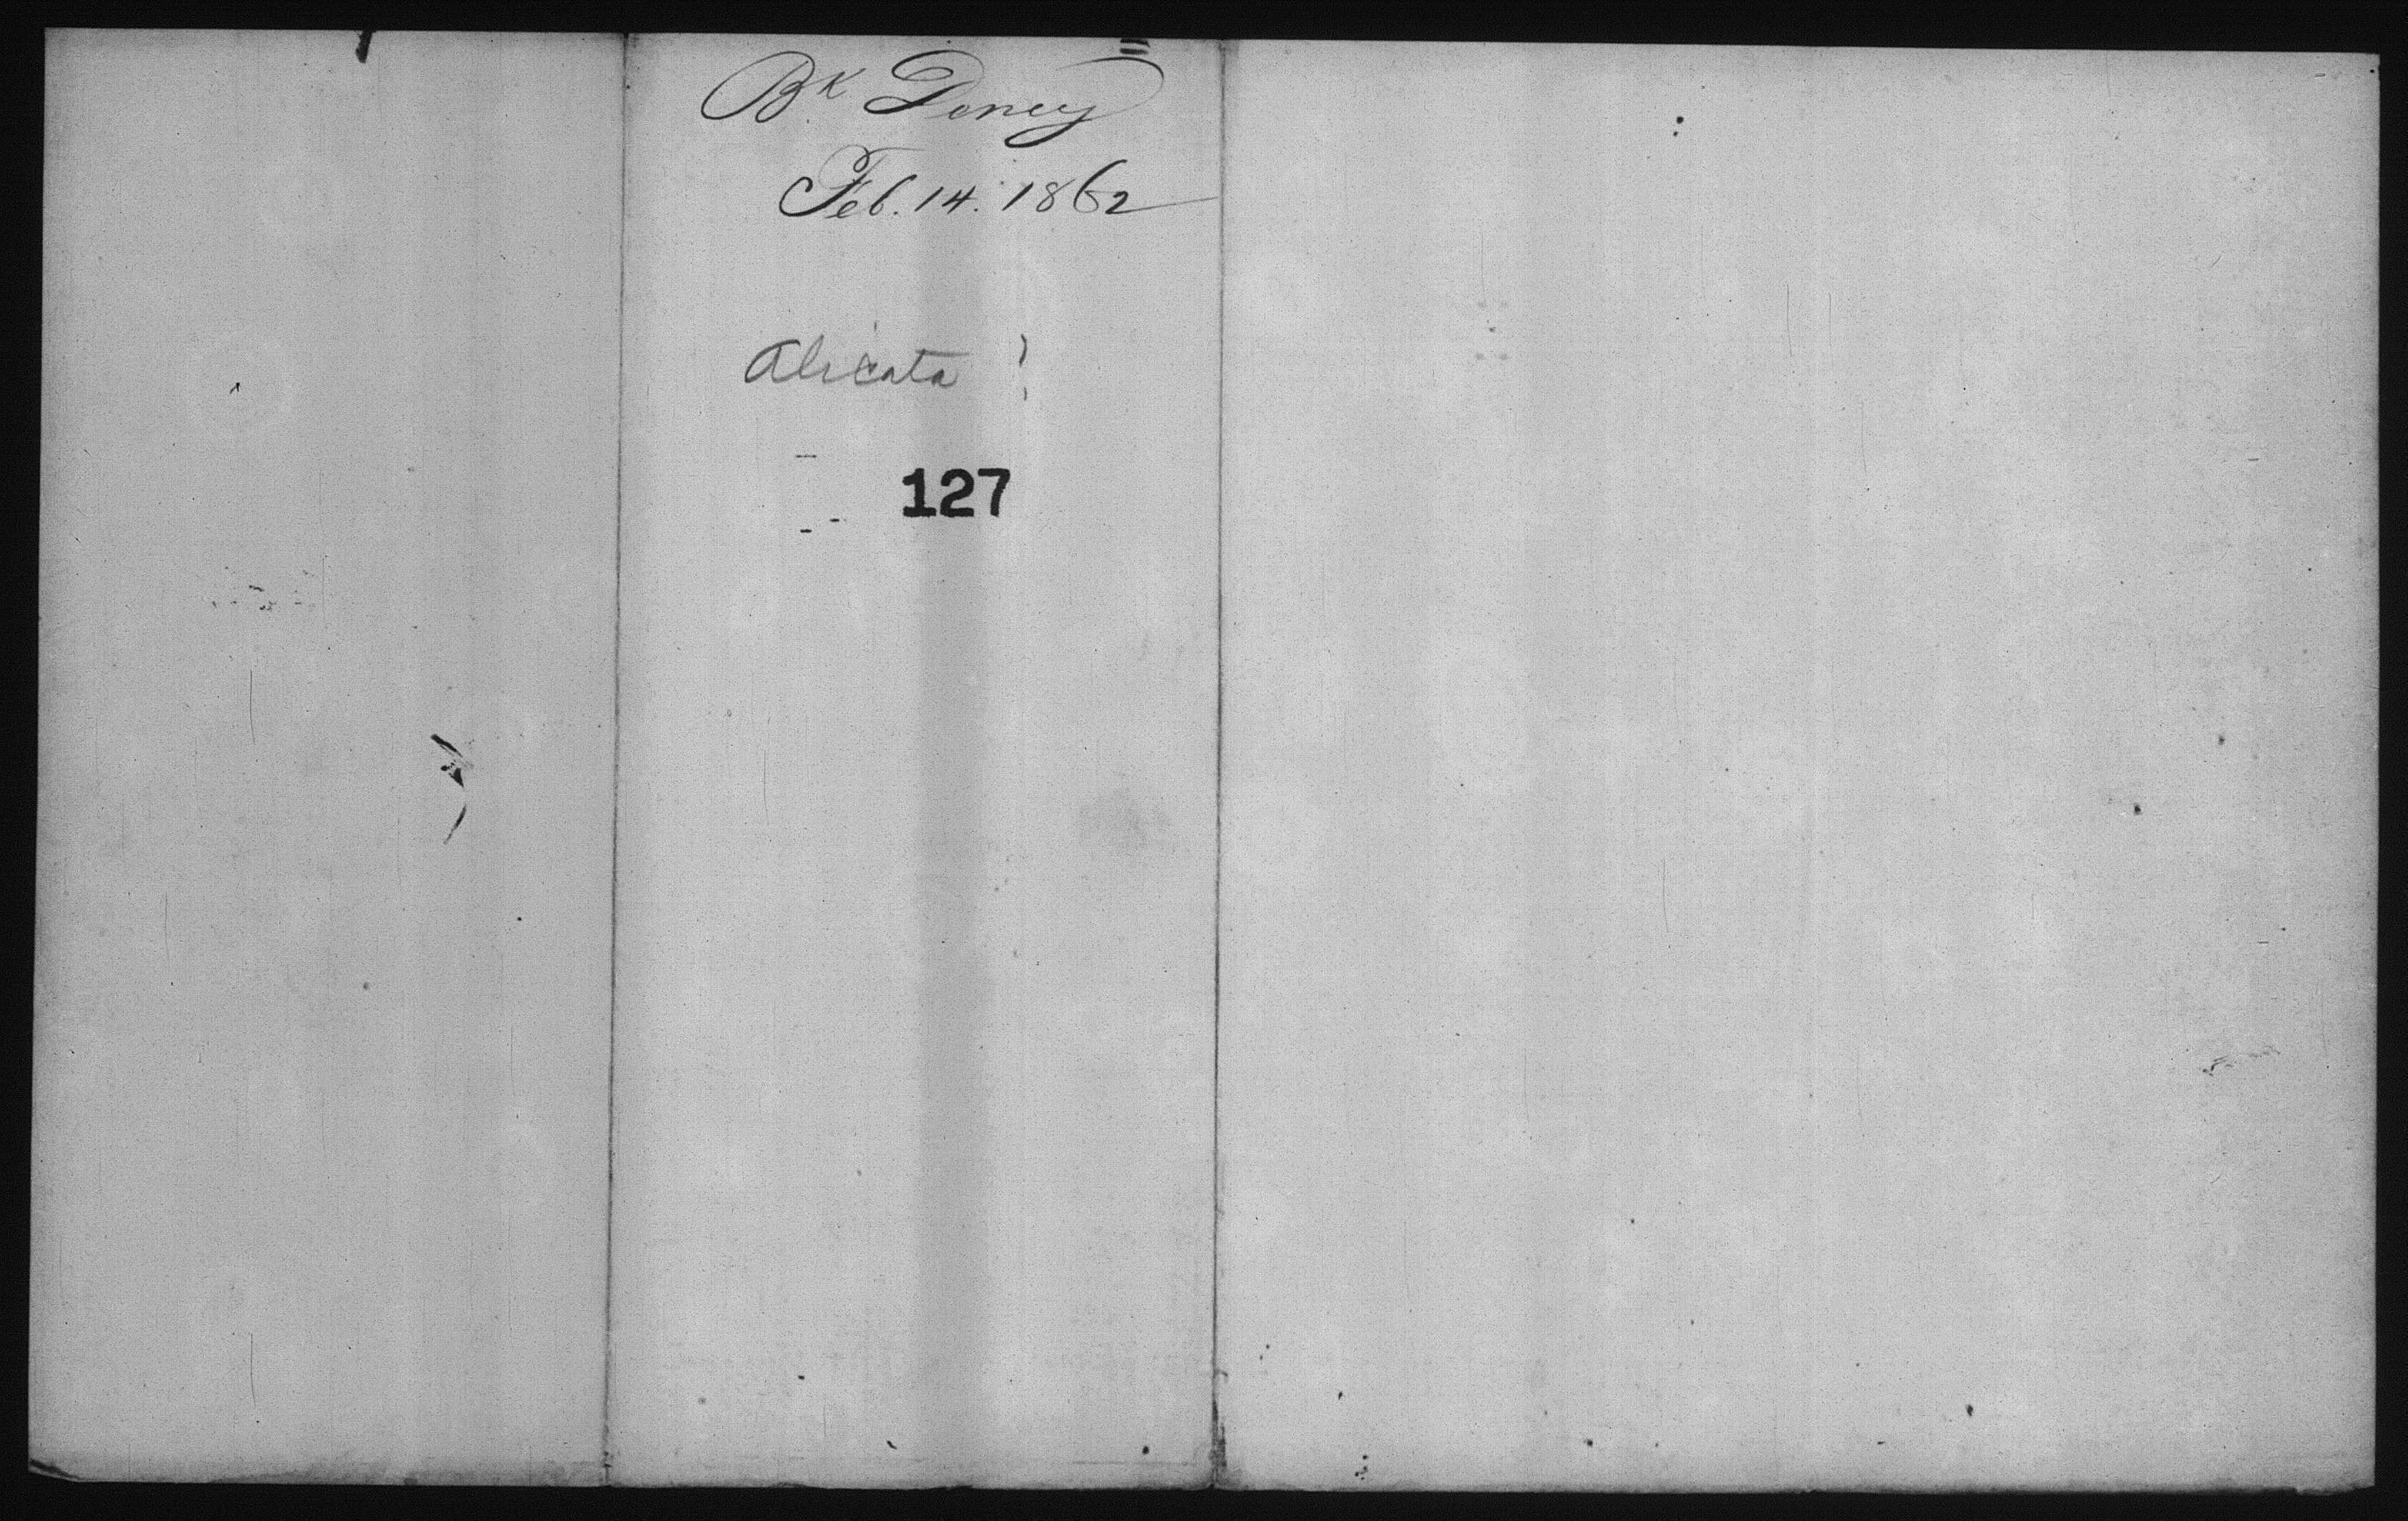 Bk Doney
Feb. 14. 1862
Alicata ?
127